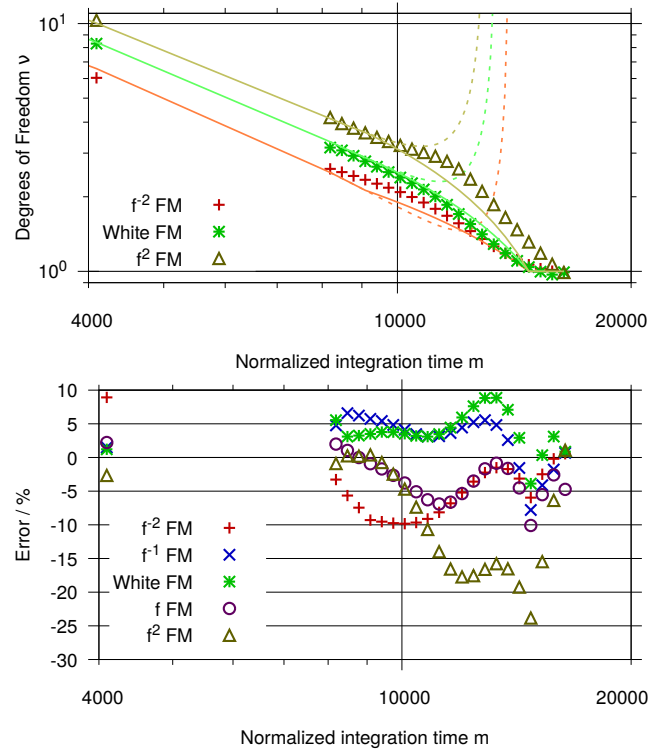 10¹
10⁰
Degrees of Freedom ν
f⁻² FM
White FM
f² FM
4000 10000 20000
Normalized integration time m
10
5
0
-5
-10
-15
-20
-25
-30
Error / %
f⁻² FM
f⁻¹ FM
White FM
f FM
f² FM
4000 10000 20000
Normalized integration time m